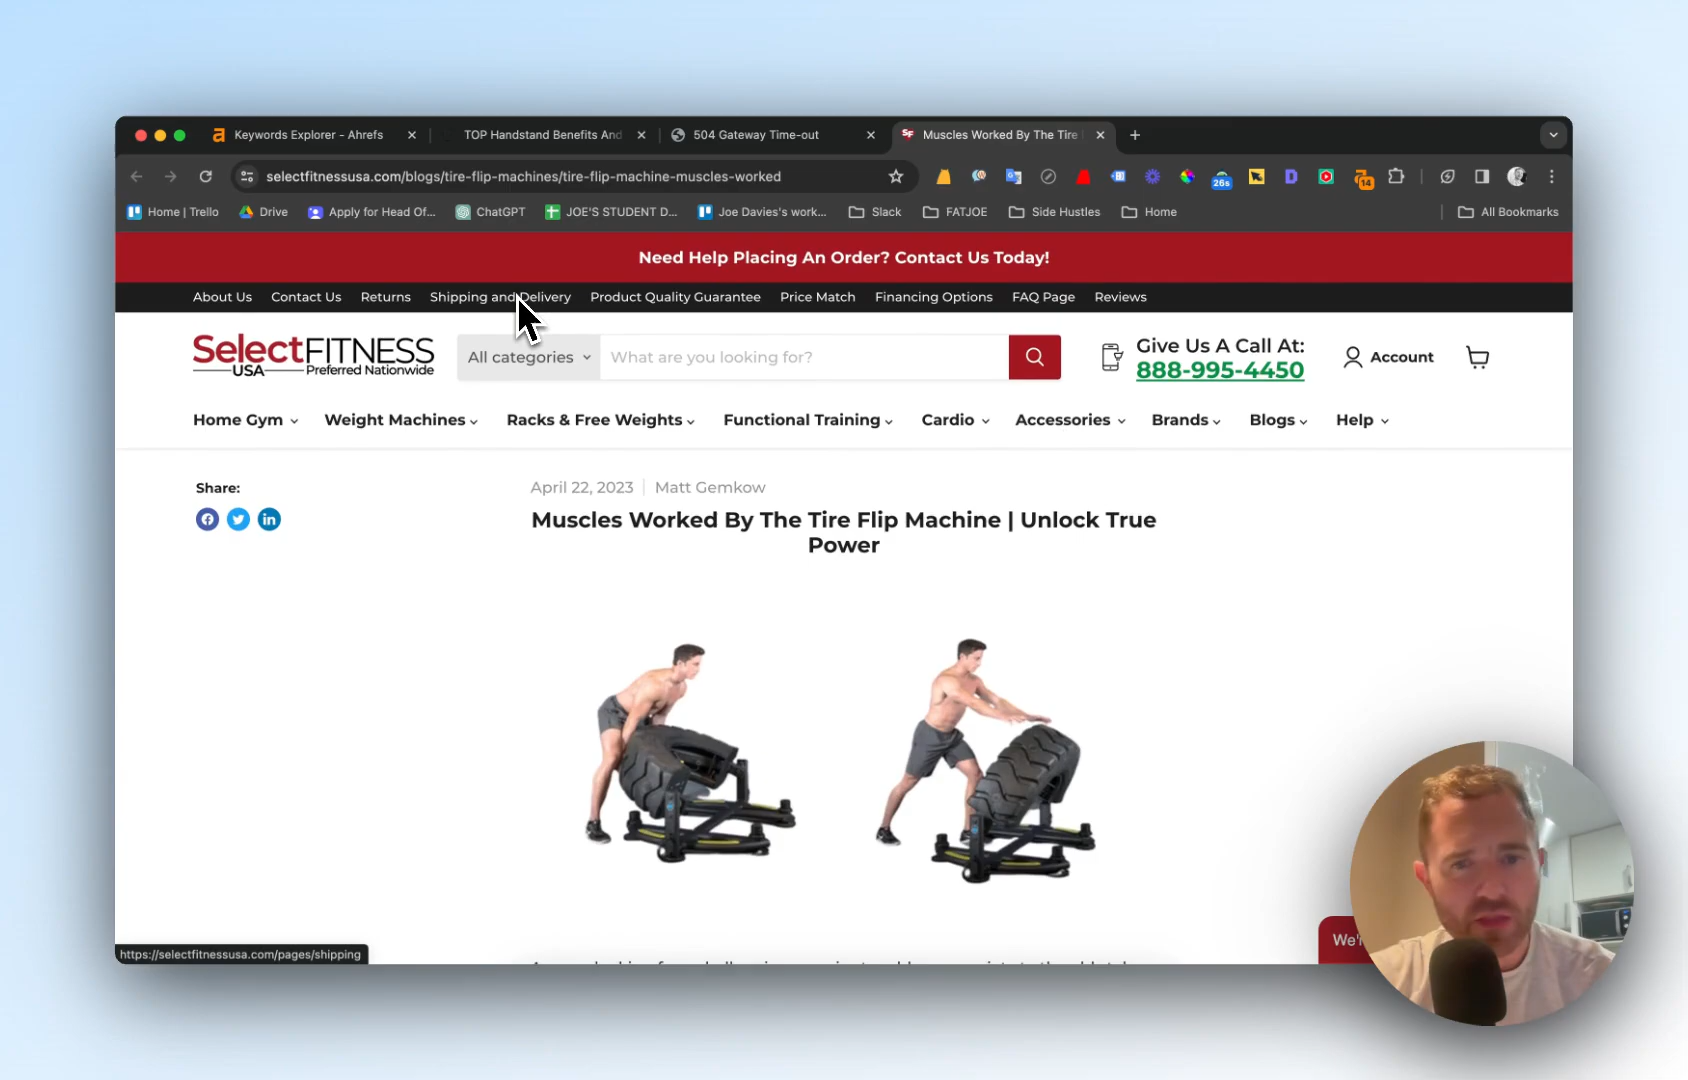 Keywords Explorer - Ahrefs
TOP Handstand Benefits And
504 Gateway Time-out
Muscles Worked By The Tire
selectfitnessusa.com/blogs/tire-flip-machines/tire-flip-machine-muscles-worked
26s
14
Home | Trello
Drive
Apply for Head Of...
ChatGPT
JOE'S STUDENT D...
Joe Davies's work...
Slack
FATJOE
Side Hustles
Home
All Bookmarks
Need Help Placing An Order? Contact Us Today!
About Us
Contact Us
Returns
Shipping and Delivery
Product Quality Guarantee
Price Match
Financing Options
FAQ Page
Reviews
SelectFITNESS
USA Preferred Nationwide
All categories
What are you looking for?
Give Us A Call At:
888-995-4450
Account
Home Gym
Weight Machines
Racks & Free Weights
Functional Training
Cardio
Accessories
Brands
Blogs
Help
Share:
April 22, 2023
Matt Gemkow
Muscles Worked By The Tire Flip Machine | Unlock True
Power
We'r
https://selectfitnessusa.com/pages/shipping